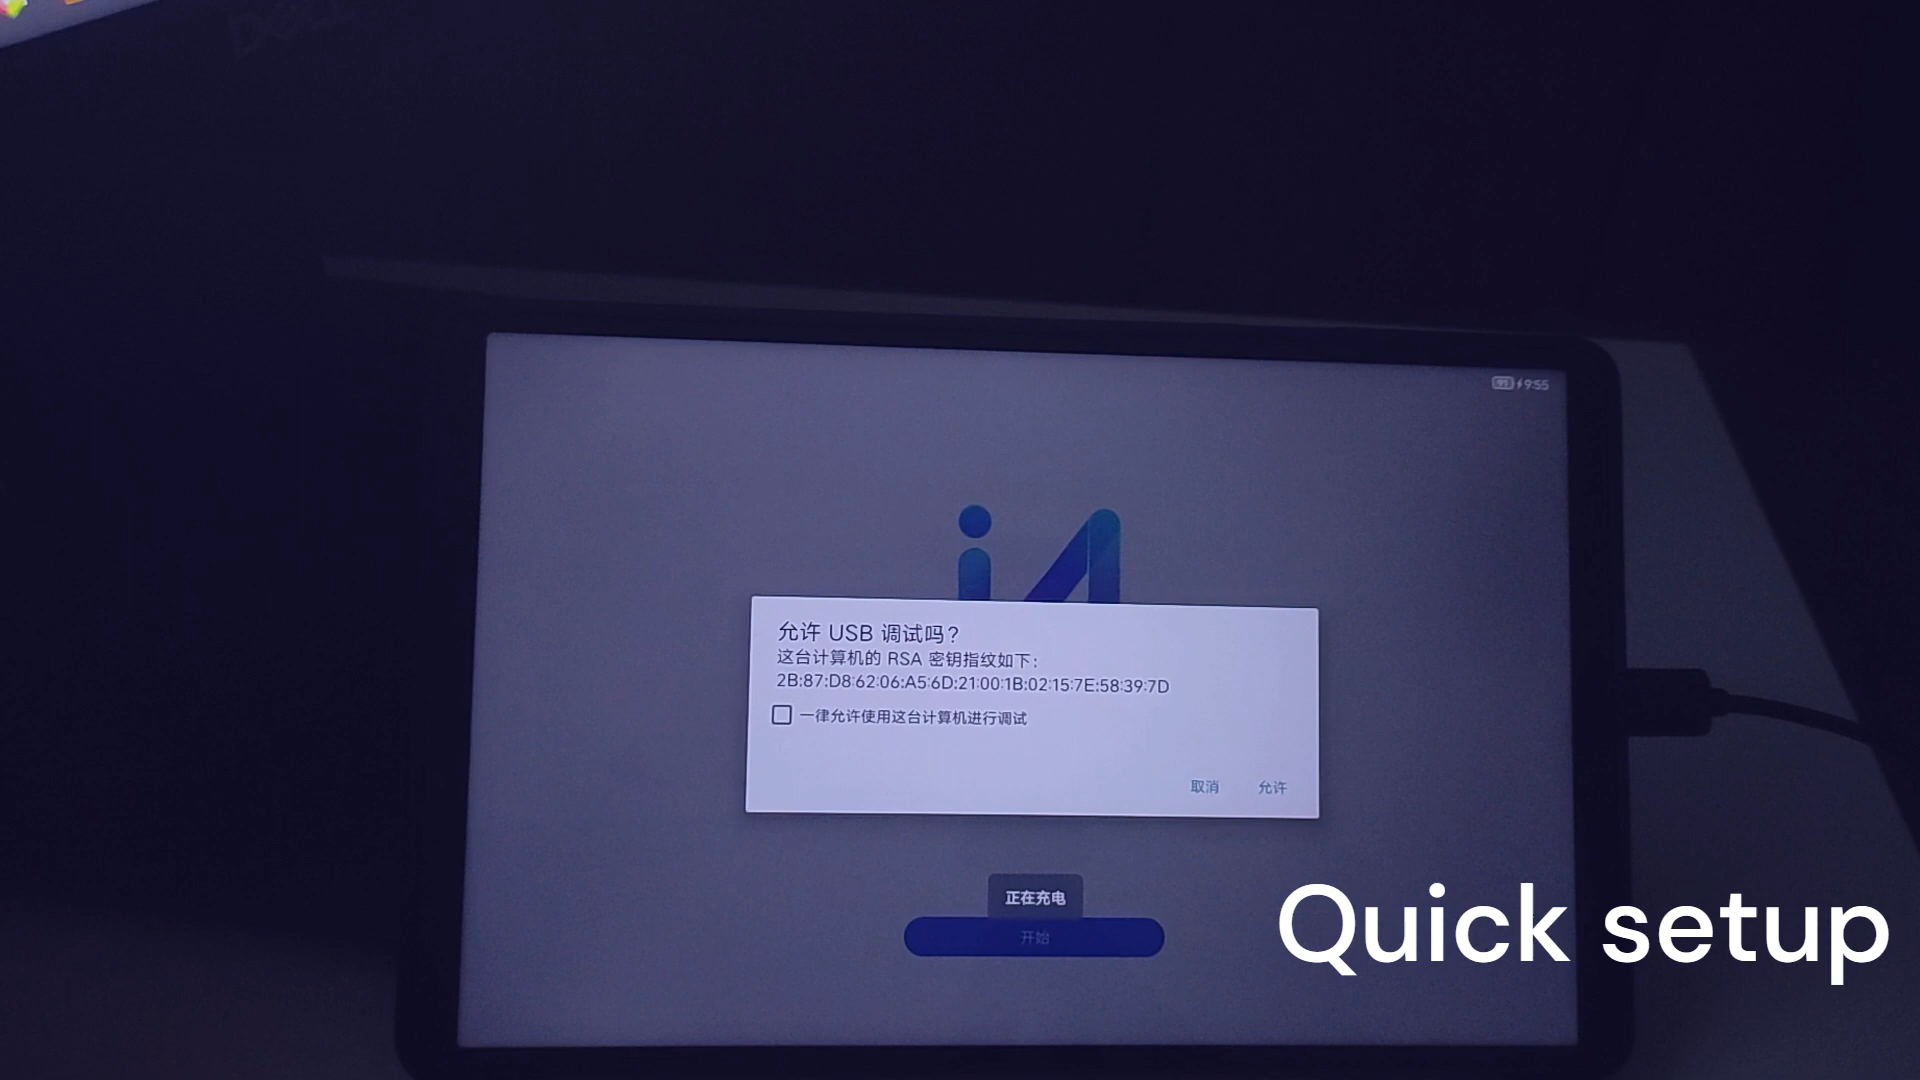 DELL
91 9:55
允许 USB 调试吗？
这台计算机的 RSA 密钥指纹如下：
2B:87:D8:62:06:A5:6D:21:00:1B:02:15:7E:58:39:7D
一律允许使用这台计算机进行调试
取消 允许
正在充电
开始
Quick setup